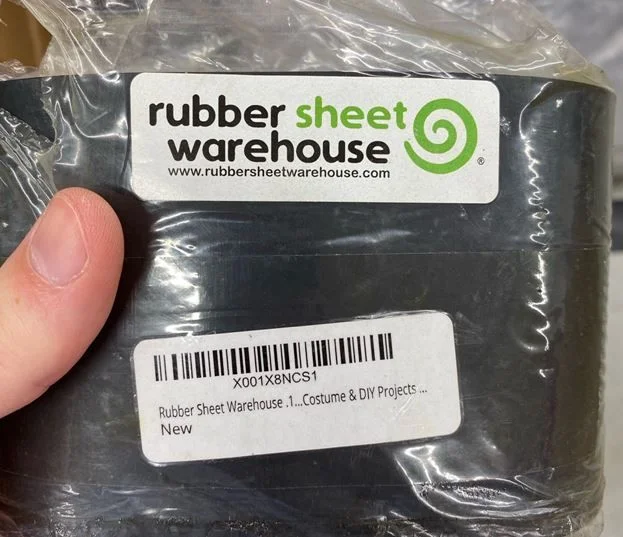 rubber sheet
warehouse
®
www.rubbersheetwarehouse.com
X001X8NCS1
Rubber Sheet Warehouse .1...Costume & DIY Projects ...
New